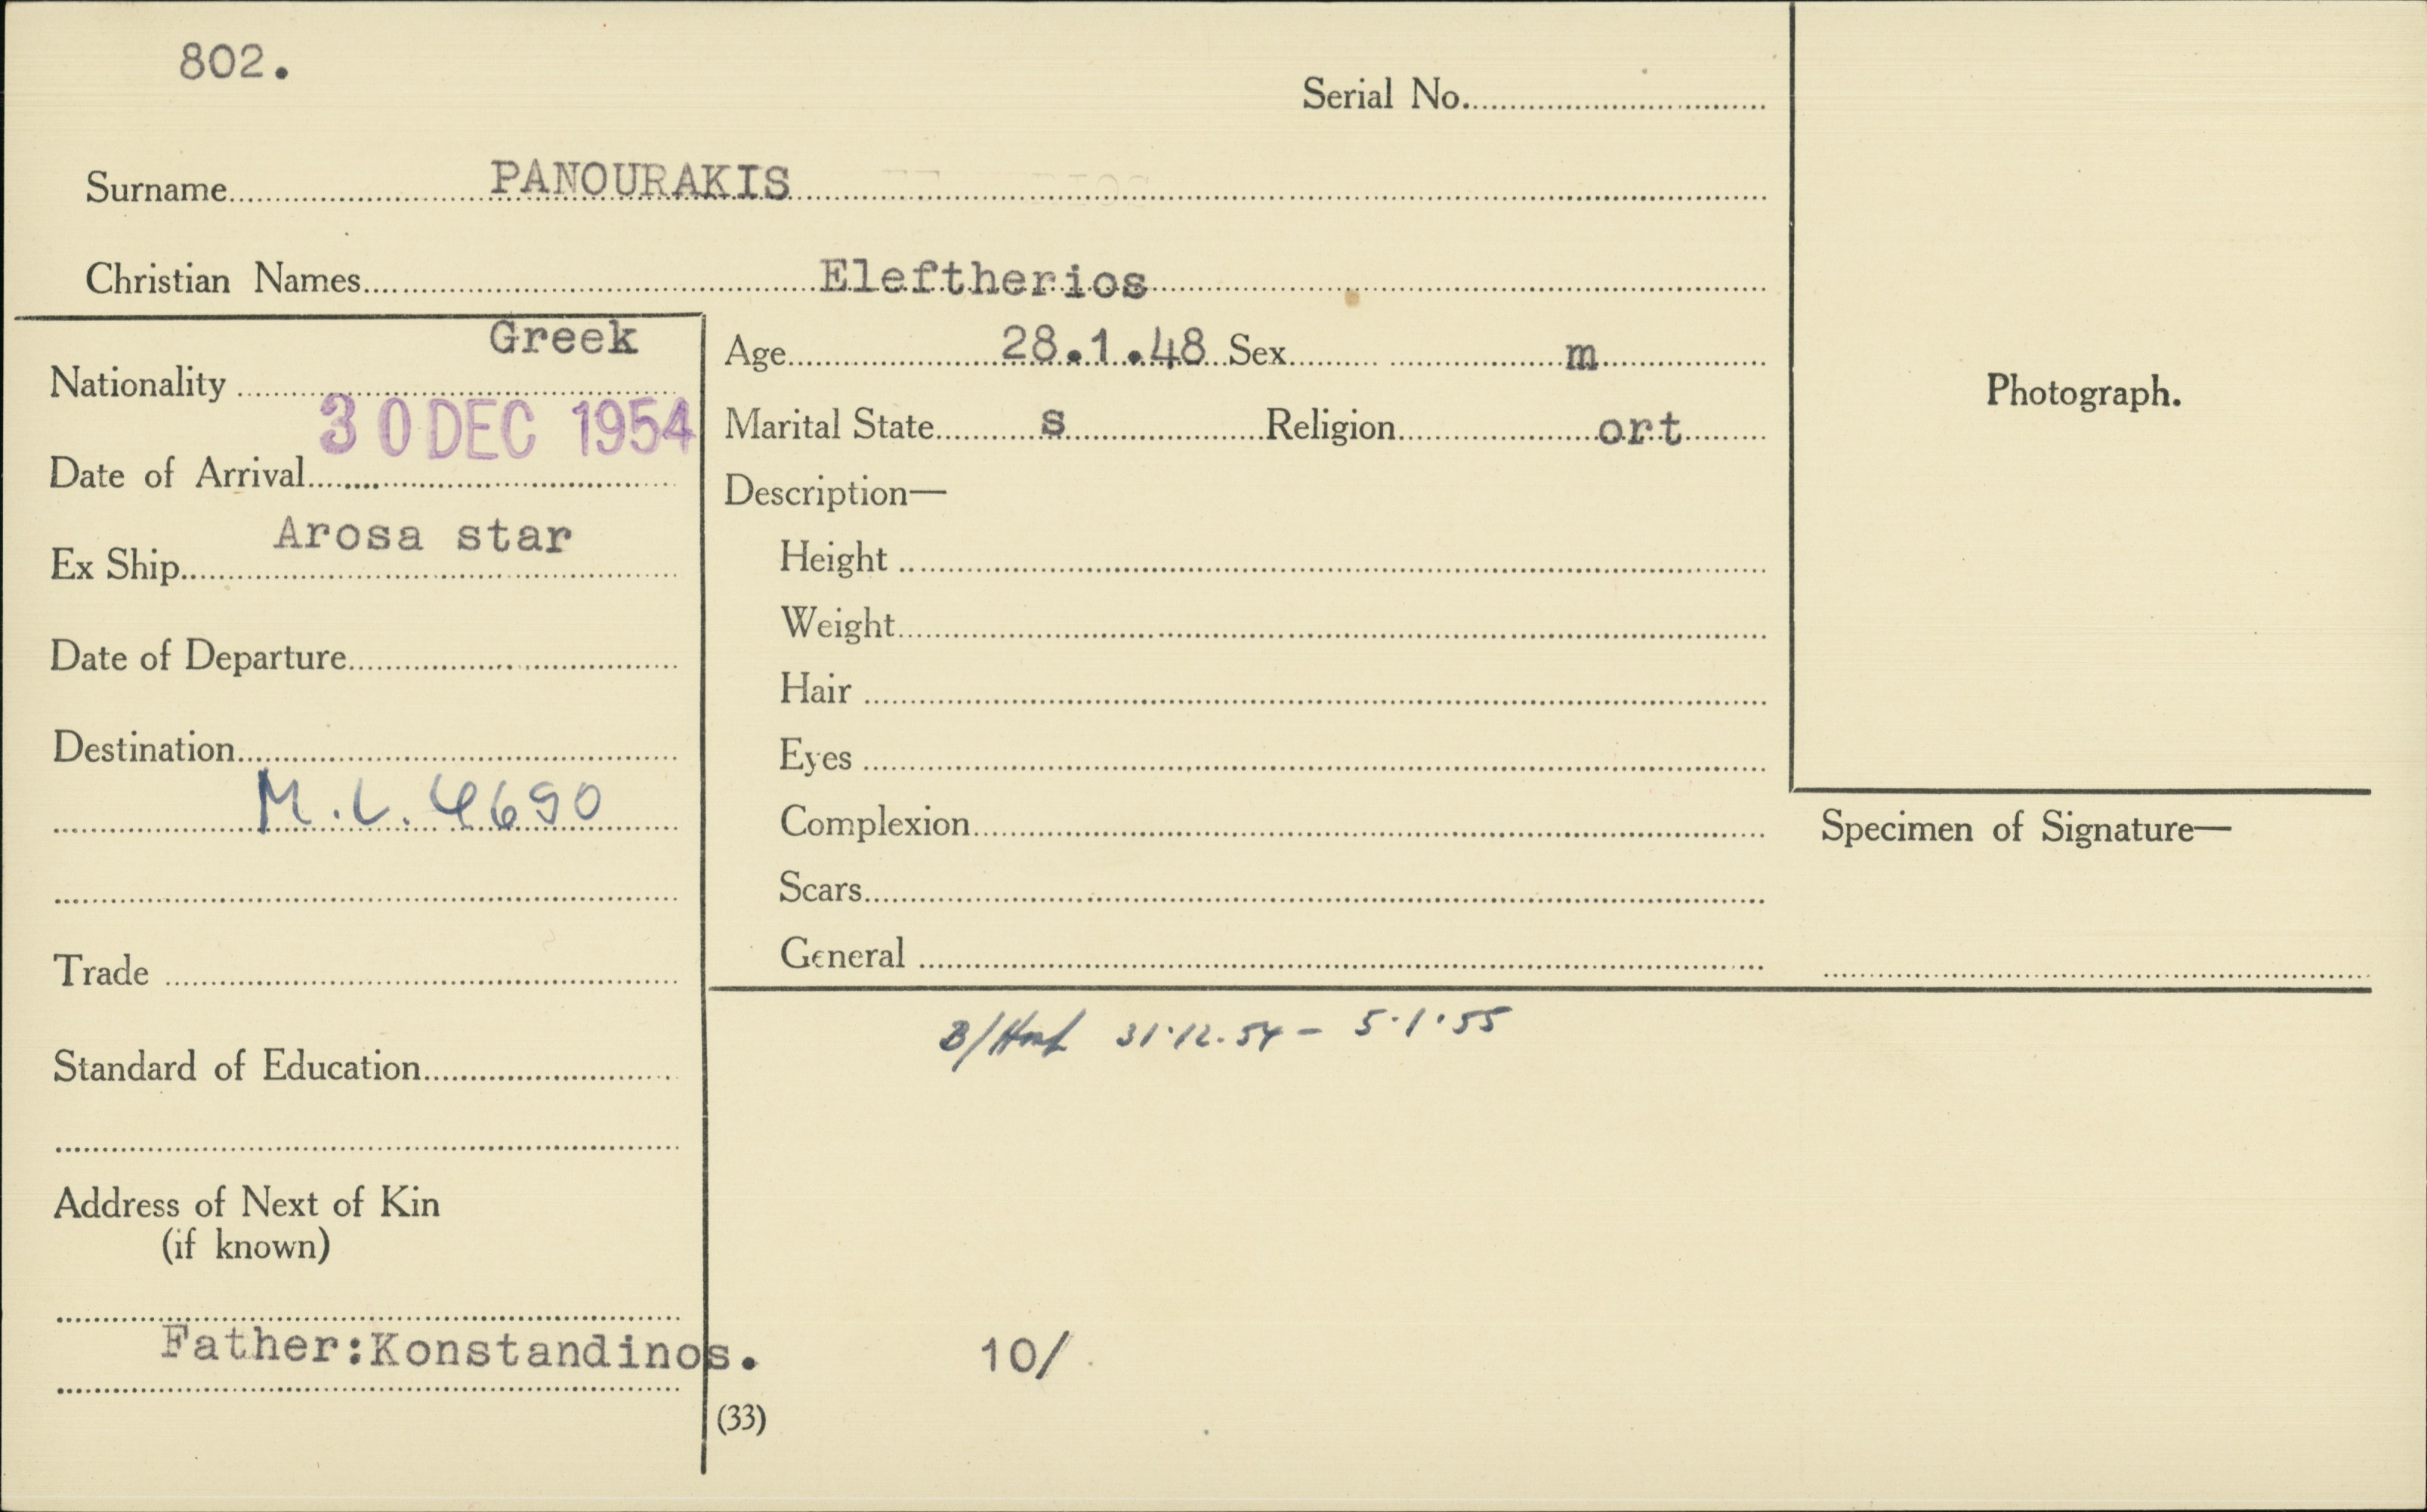 802.
Serial No.
Surname PANOURAKIS
Christian Names Eleftherios
Nationality Greek
Date of Arrival 30 DEC 1954
Ex Ship Arosa star
Date of Departure
Destination
M.L. 4690
Trade
Standard of Education
Address of Next of Kin
(if known)
Father:Konstandinos.
Age 28.1.48 Sex m
Marital State s Religion ort
Description—
Height
Weight
Hair
Eyes
Complexion
Scars
General
Photograph.
Specimen of Signature—
31.12.54 - 5.1.55
10/
(33)